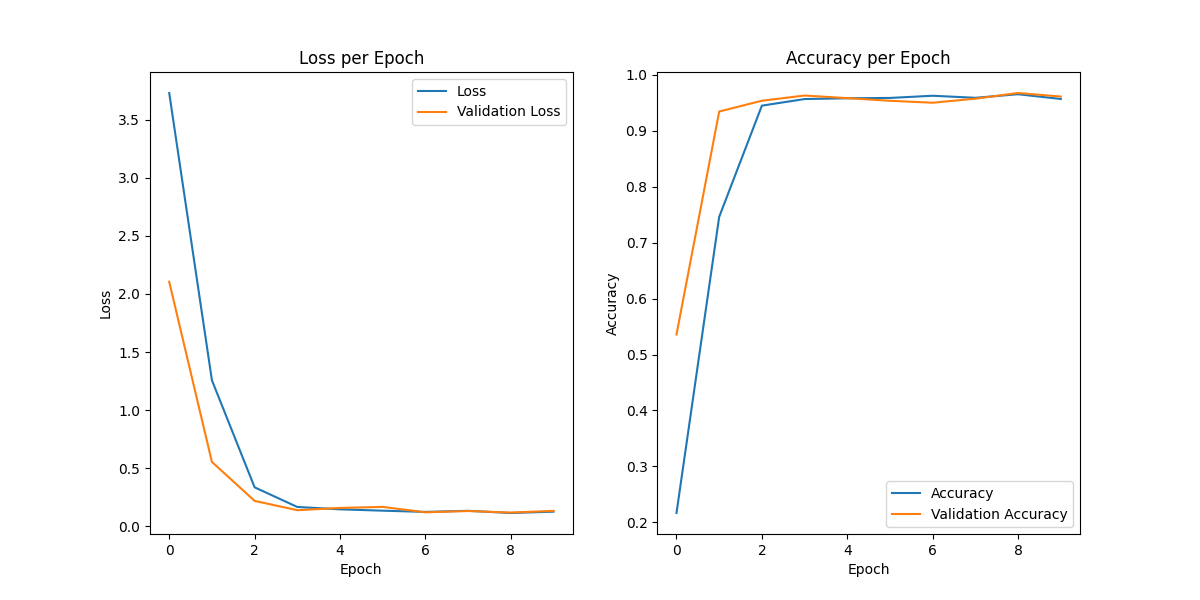 Loss per Epoch
Loss
Validation Loss
3.5
3.0
2.5
2.0
1.5
1.0
0.5
0.0
Loss
0 2 4 6 8
Epoch
Accuracy per Epoch
1.0
0.9
0.8
0.7
0.6
0.5
0.4
0.3
0.2
Accuracy
Accuracy
Validation Accuracy
0 2 4 6 8
Epoch